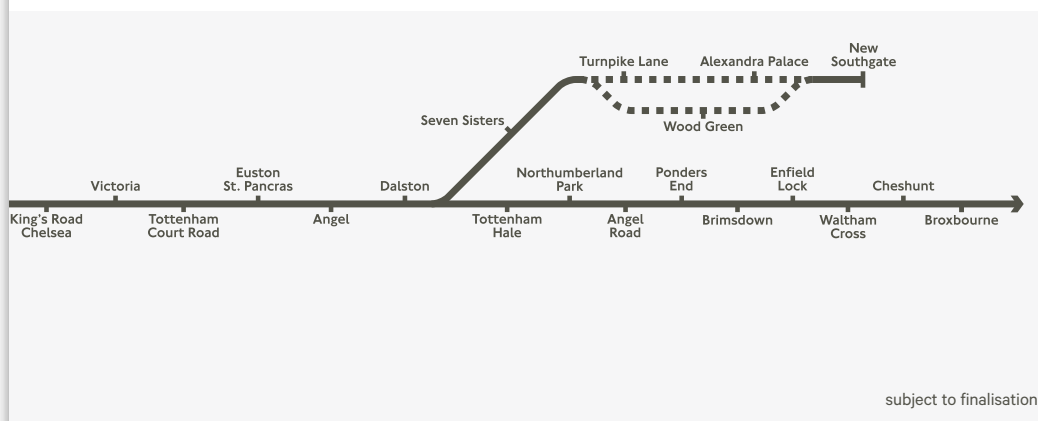 New
Southgate
Turnpike Lane
Alexandra Palace
Seven Sisters
Wood Green
Victoria
Euston
St. Pancras
Dalston
Northumberland
Park
Ponders
End
Enfield
Lock
Cheshunt
King's Road
Chelsea
Tottenham
Court Road
Angel
Tottenham
Hale
Angel
Road
Brimsdown
Waltham
Cross
Broxbourne
subject to finalisation